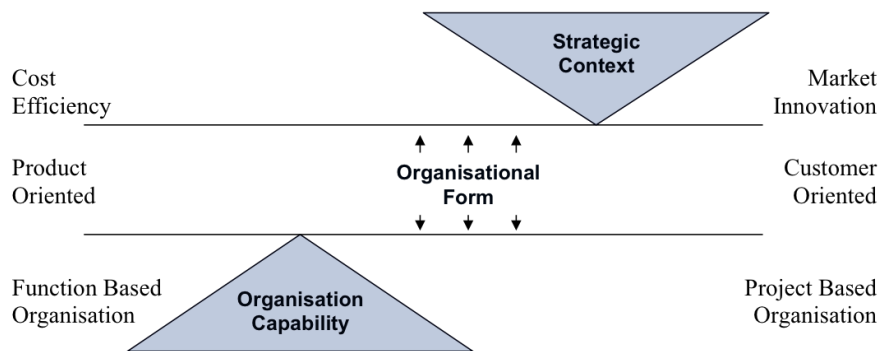 Strategic
Context
Cost
Efficiency
Market
Innovation
Product
Oriented
Organisational
Form
Customer
Oriented
Function Based
Organisation
Organisation
Capability
Project Based
Organisation